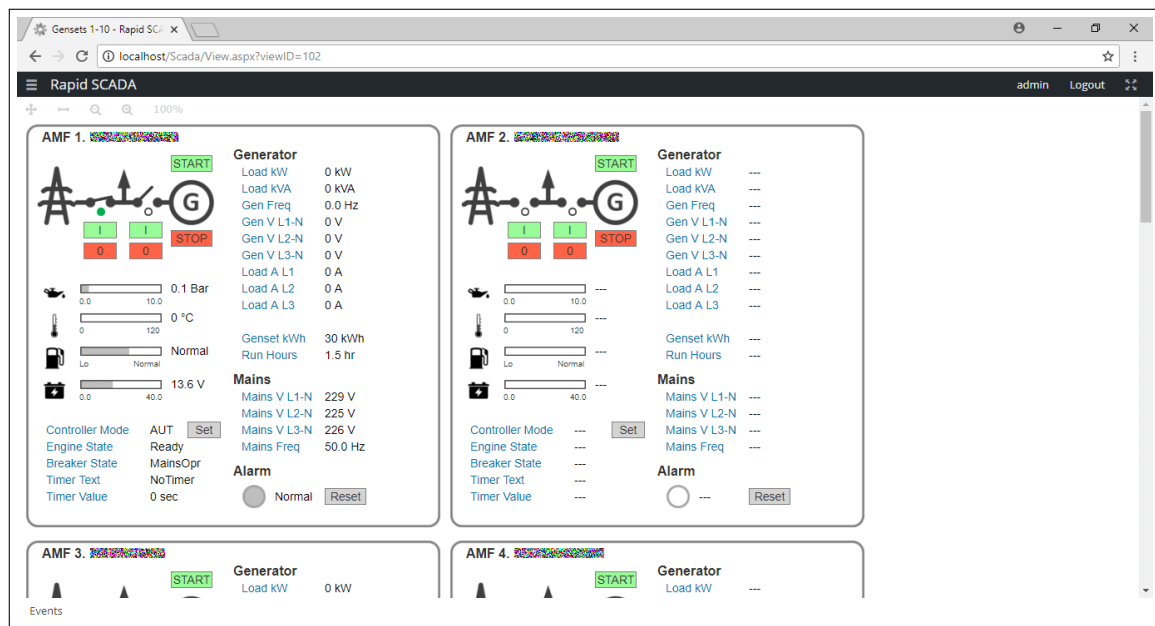 Gensets 1-10 - Rapid SCA
localhost/Scada/View.aspx?viewID=102
Rapid SCADA
admin Logout
100%
AMF 1.
START
G
I I
STOP
0 0
0.1 Bar
0.0 10.0
0 °C
0 120
Normal
Lo Normal
13.6 V
0.0 40.0
Controller Mode AUT Set
Engine State Ready
Breaker State MainsOpr
Timer Text NoTimer
Timer Value 0 sec
Generator
Load kW 0 kW
Load kVA 0 kVA
Gen Freq 0.0 Hz
Gen V L1-N 0 V
Gen V L2-N 0 V
Gen V L3-N 0 V
Load A L1 0 A
Load A L2 0 A
Load A L3 0 A
Genset kWh 30 kWh
Run Hours 1.5 hr
Mains
Mains V L1-N 229 V
Mains V L2-N 225 V
Mains V L3-N 226 V
Mains Freq 50.0 Hz
Alarm
Normal Reset
AMF 2.
START
G
I I
STOP
0 0
---
0.0 10.0
---
0 120
---
Lo Normal
---
0.0 40.0
Controller Mode --- Set
Engine State ---
Breaker State ---
Timer Text ---
Timer Value ---
Generator
Load kW ---
Load kVA ---
Gen Freq ---
Gen V L1-N ---
Gen V L2-N ---
Gen V L3-N ---
Load A L1 ---
Load A L2 ---
Load A L3 ---
Genset kWh ---
Run Hours ---
Mains
Mains V L1-N ---
Mains V L2-N ---
Mains V L3-N ---
Mains Freq ---
Alarm
--- Reset
AMF 3.
START
Generator
Load kW 0 kW
AMF 4.
START
Generator
Load kW ---
Events